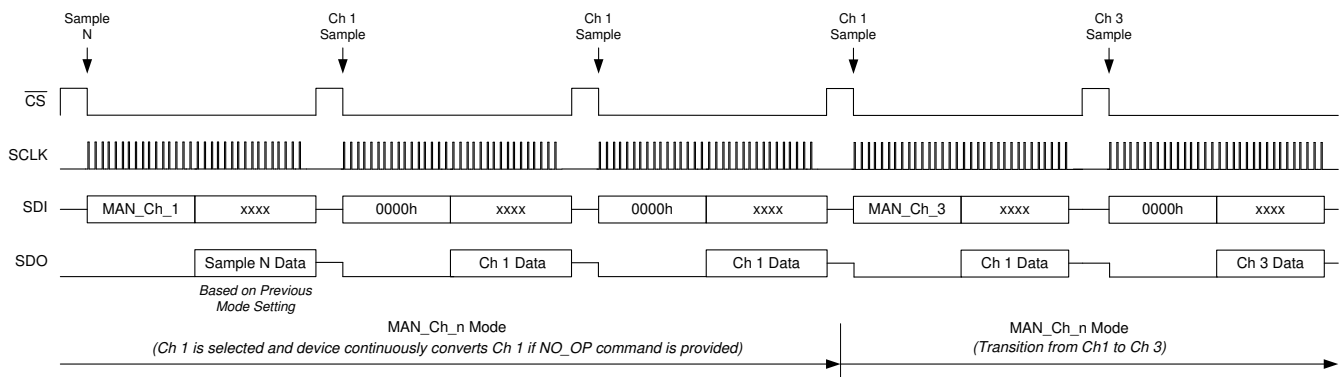 Sample
N
Ch 1
Sample
Ch 1
Sample
Ch 1
Sample
Ch 3
Sample
CS
SCLK
SDI
MAN_Ch_1
xxxx
0000h
xxxx
0000h
xxxx
MAN_Ch_3
xxxx
0000h
xxxx
SDO
Sample N Data
Ch 1 Data
Ch 1 Data
Ch 1 Data
Ch 3 Data
Based on Previous
Mode Setting
MAN_Ch_n Mode
(Ch 1 is selected and device continuously converts Ch 1 if NO_OP command is provided)
MAN_Ch_n Mode
(Transition from Ch1 to Ch 3)